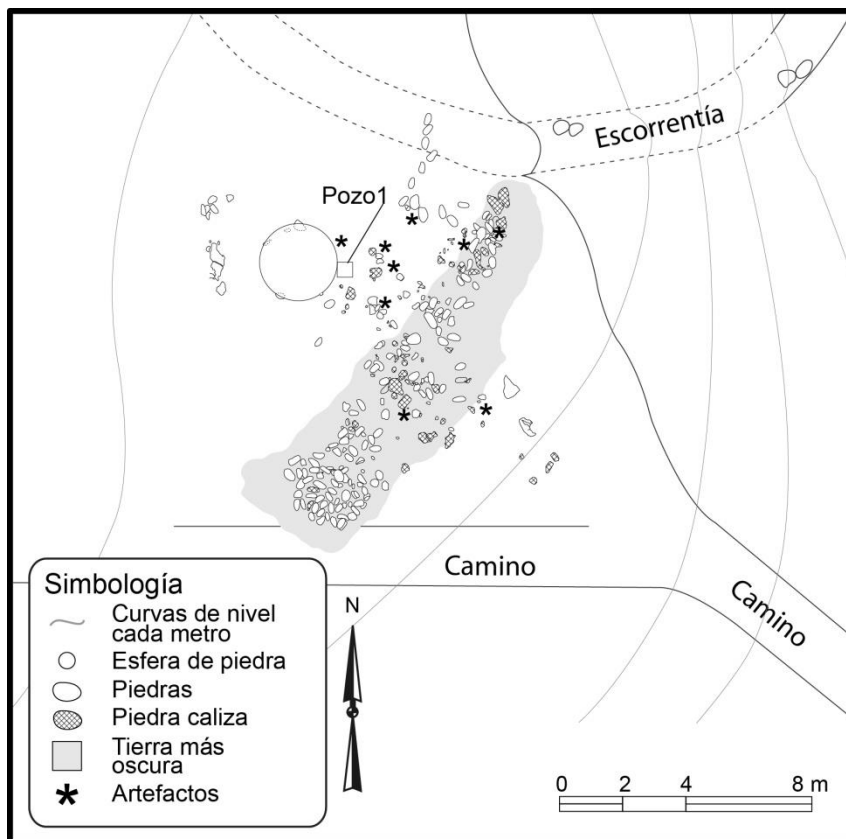 Escorrentía
Pozo1
Camino
Camino
Simbología
Curvas de nivel
cada metro
Esfera de piedra
Piedras
Piedra caliza
Tierra más
oscura
Artefactos
N
0 2 4 8 m